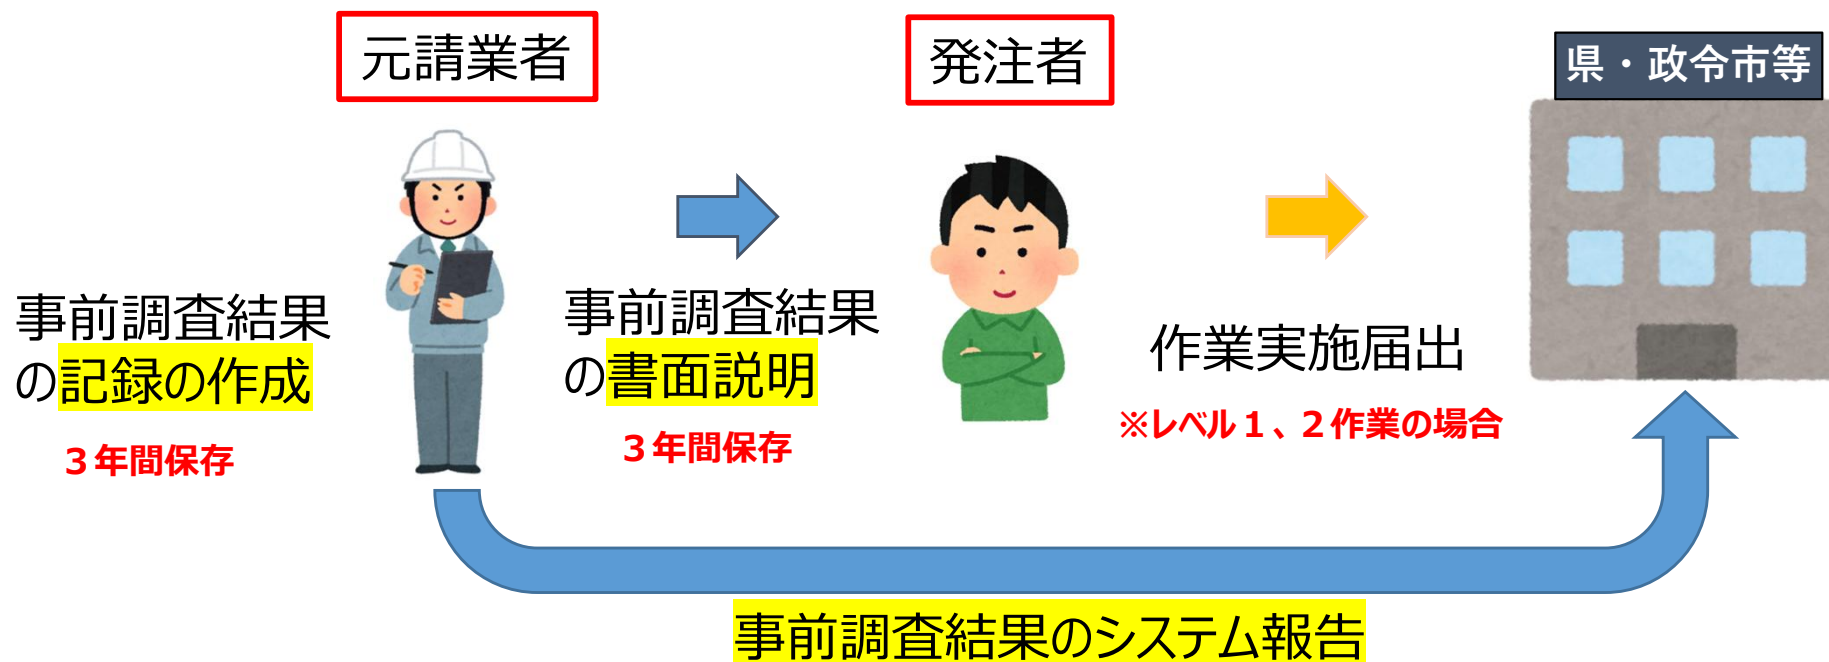 元請業者
発注者
県・政令市等
事前調査結果
の記録の作成
３年間保存
事前調査結果
の書面説明
３年間保存
作業実施届出
※レベル１、２作業の場合
事前調査結果のシステム報告